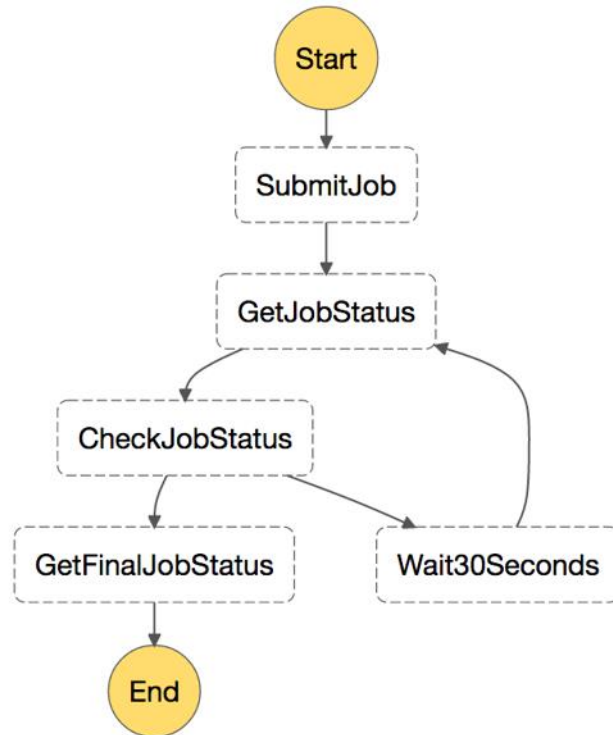 Start
SubmitJob
GetJobStatus
CheckJobStatus
GetFinalJobStatus
Wait30Seconds
End